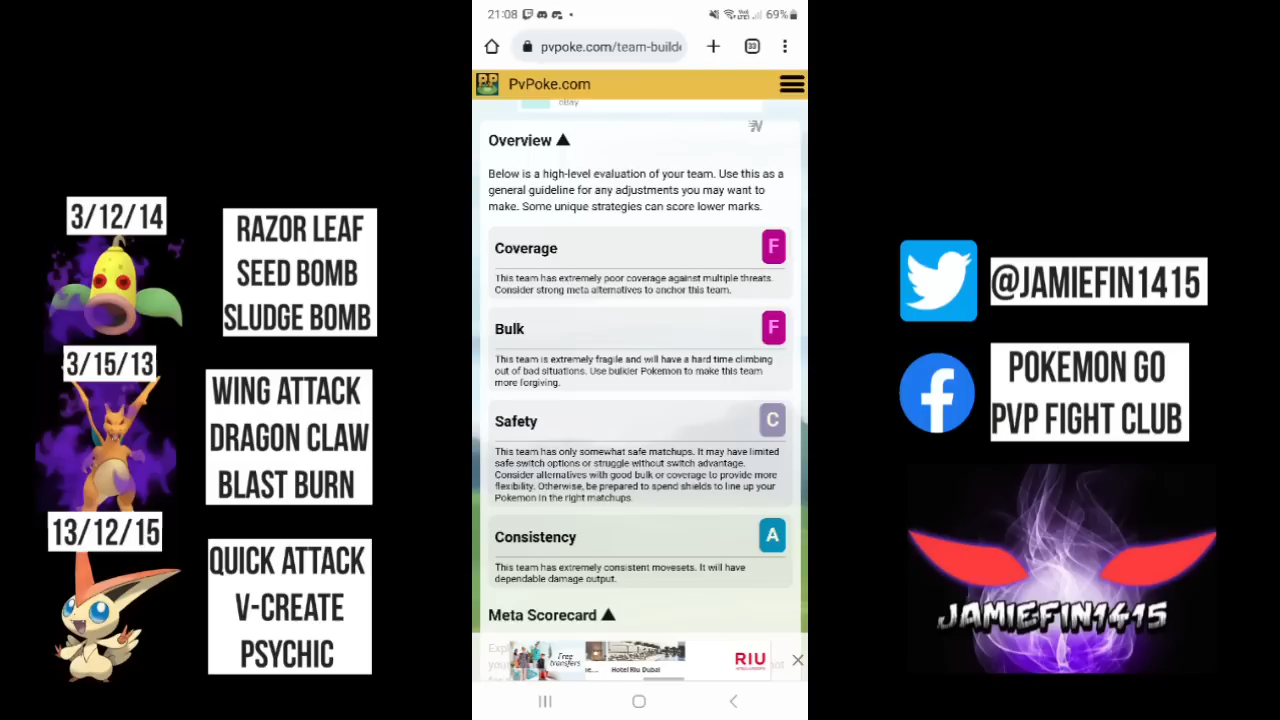 3/12/14
RAZOR LEAF
SEED BOMB
SLUDGE BOMB
3/15/13
WING ATTACK
DRAGON CLAW
BLAST BURN
13/12/15
QUICK ATTACK
V-CREATE
PSYCHIC
21:08
69%
pvpoke.com/team-builde
33
PP
PvPoke.com
eBay
Overview ▲
Below is a high-level evaluation of your team. Use this as a
general guideline for any adjustments you may want to
make. Some unique strategies can score lower marks.
Coverage F
This team has extremely poor coverage against multiple threats.
Consider strong meta alternatives to anchor this team.
Bulk F
This team is extremely fragile and will have a hard time climbing
out of bad situations. Use bulkier Pokemon to make this team
more forgiving.
Safety C
This team has only somewhat safe matchups. It may have limited
safe switch options or struggle without switch advantage.
Consider alternatives with good bulk or coverage to provide more
flexibility. Otherwise, be prepared to spend shields to line up your
Pokemon in the right matchups.
Consistency A
This team has extremely consistent movesets. It will have
dependable damage output.
Meta Scorecard ▲
Free
transfers
Hotel Riu Dubai
RIU
@JAMIEFIN1415
POKEMON GO
PVP FIGHT CLUB
JAMIEFIN1415